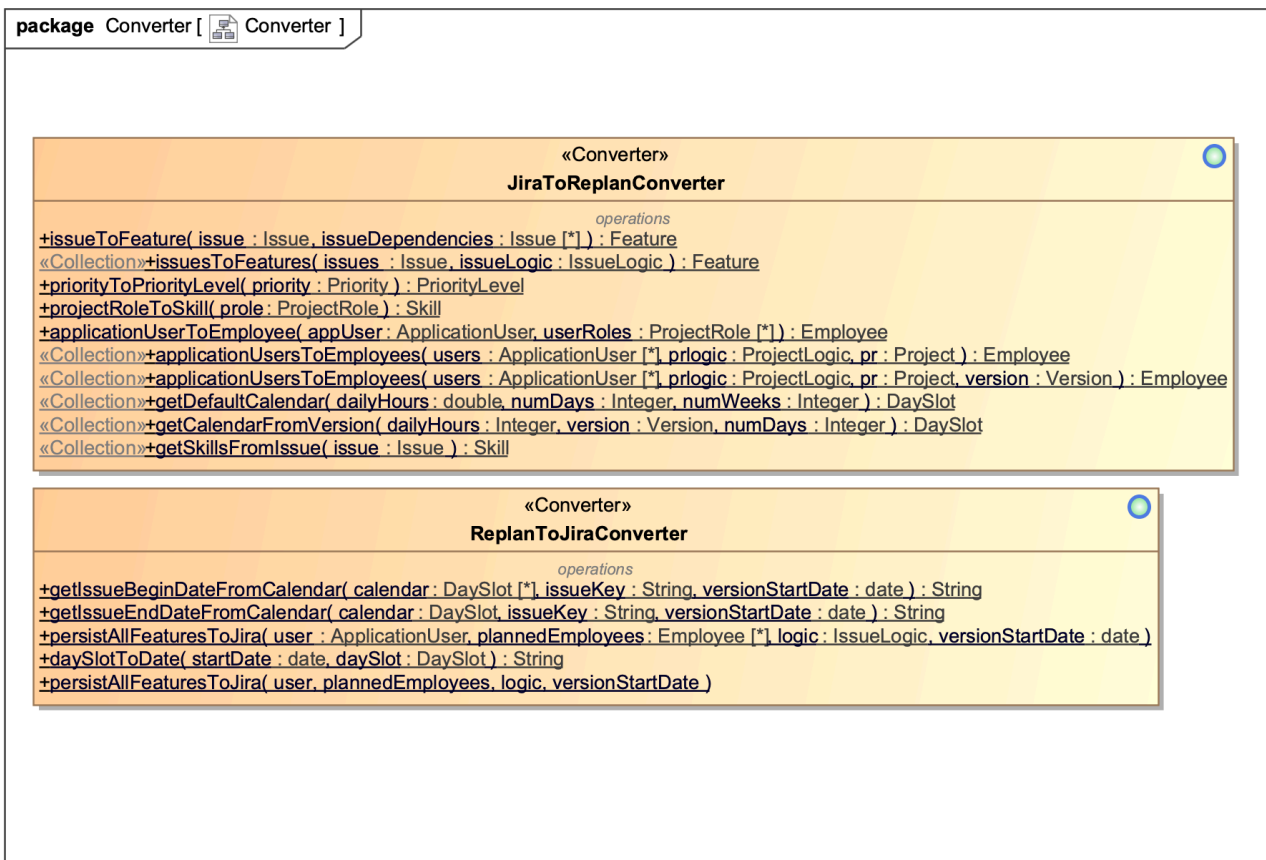 package Converter [ Converter ]
«Converter»
JiraToReplanConverter
operations
+issueToFeature( issue : Issue, issueDependencies : Issue [*] ) : Feature
«Collection»+issuesToFeatures( issues : Issue, issueLogic : IssueLogic ) : Feature
+priorityToPriorityLevel( priority : Priority ) : PriorityLevel
+projectRoleToSkill( prole : ProjectRole ) : Skill
+applicationUserToEmployee( appUser : ApplicationUser, userRoles : ProjectRole [*] ) : Employee
«Collection»+applicationUsersToEmployees( users : ApplicationUser [*], prlogic : ProjectLogic, pr : Project ) : Employee
«Collection»+applicationUsersToEmployees( users : ApplicationUser [*], prlogic : ProjectLogic, pr : Project, version : Version ) : Employee
«Collection»+getDefaultCalendar( dailyHours : double, numDays : Integer, numWeeks : Integer ) : DaySlot
«Collection»+getCalendarFromVersion( dailyHours : Integer, version : Version, numDays : Integer ) : DaySlot
«Collection»+getSkillsFromIssue( issue : Issue ) : Skill
«Converter»
ReplanToJiraConverter
operations
+getIssueBeginDateFromCalendar( calendar : DaySlot [*], issueKey : String, versionStartDate : date ) : String
+getIssueEndDateFromCalendar( calendar : DaySlot, issueKey : String, versionStartDate : date ) : String
+persistAllFeaturesToJira( user : ApplicationUser, plannedEmployees : Employee [*], logic : IssueLogic, versionStartDate : date )
+daySlotToDate( startDate : date, daySlot : DaySlot ) : String
+persistAllFeaturesToJira( user, plannedEmployees, logic, versionStartDate )